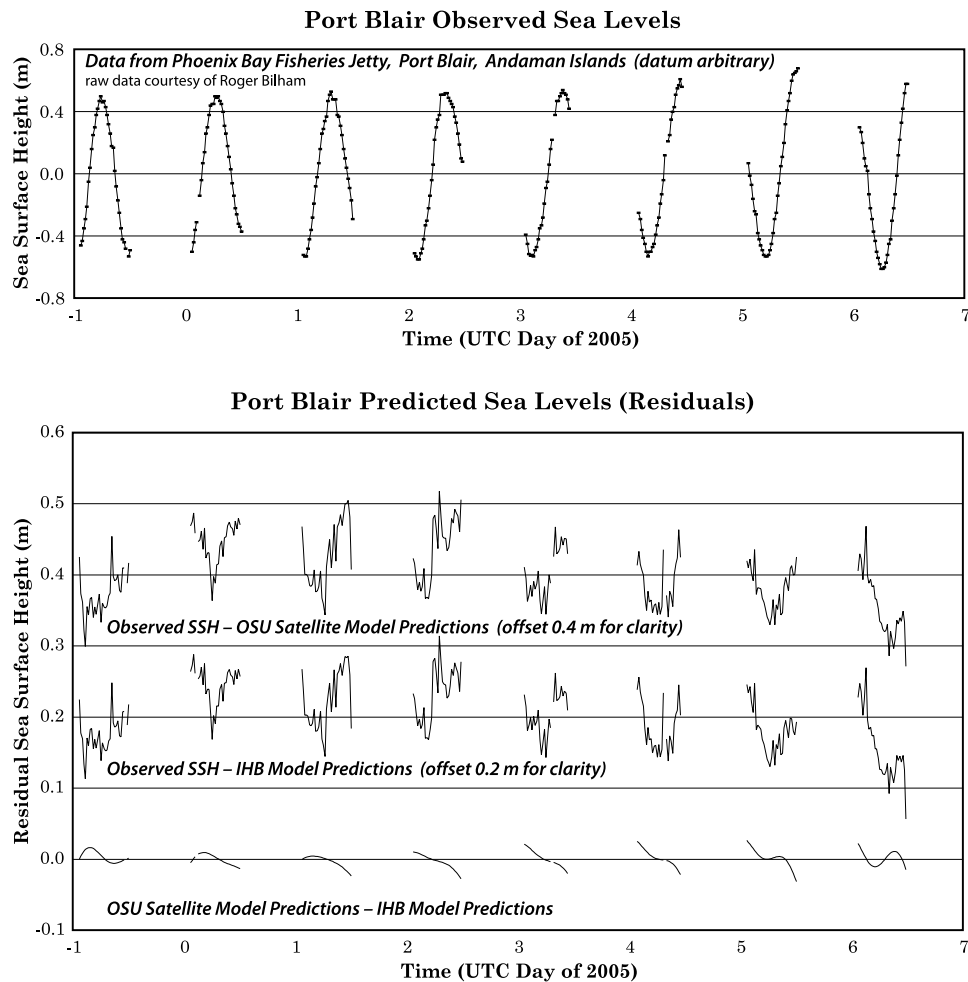 Port Blair Observed Sea Levels
Data from Phoenix Bay Fisheries Jetty, Port Blair, Andaman Islands (datum arbitrary)
raw data courtesy of Roger Bilham
Sea Surface Height (m)
0.8
0.4
0.0
-0.4
-0.8
-1 0 1 2 3 4 5 6 7
Time (UTC Day of 2005)
Port Blair Predicted Sea Levels (Residuals)
Residual Sea Surface Height (m)
0.6
0.5
0.4
Observed SSH – OSU Satellite Model Predictions (offset 0.4 m for clarity)
0.3
0.2
Observed SSH – IHB Model Predictions (offset 0.2 m for clarity)
0.1
0.0
OSU Satellite Model Predictions – IHB Model Predictions
-0.1
-1 0 1 2 3 4 5 6 7
Time (UTC Day of 2005)